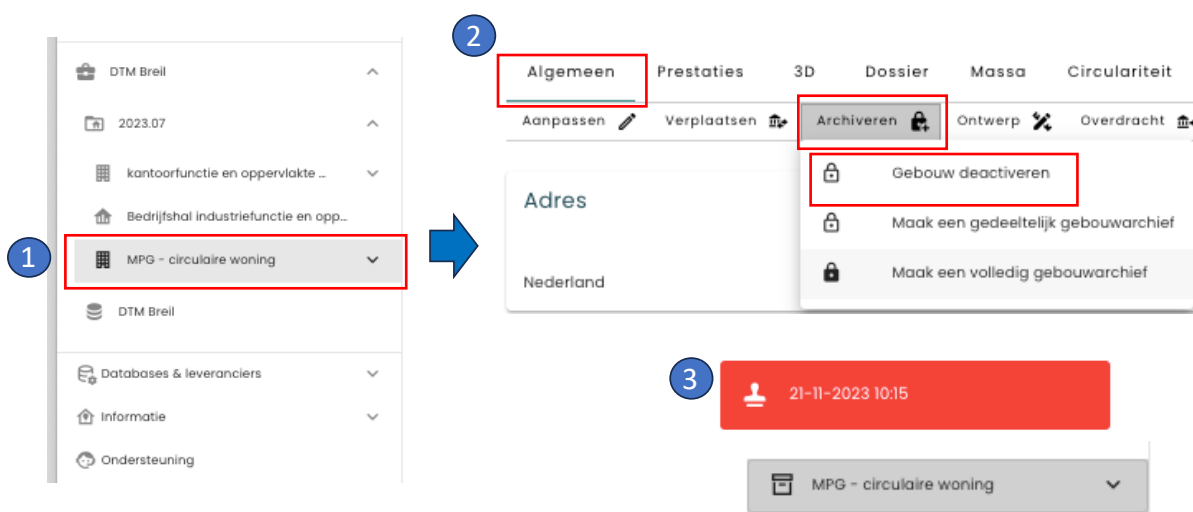 DTM Breil
2023.07
kantoorfunctie en oppervlakte ...
Bedrijfshal industriefunctie en opp...
1
MPG - circulaire woning
DTM Breil
Databases & leveranciers
Informatie
Ondersteuning
2
Algemeen Prestaties 3D Dossier Massa Circulariteit
Aanpassen Verplaatsen Archiveren Ontwerp Overdracht
Gebouw deactiveren
Maak een gedeeltelijk gebouwarchief
Maak een volledig gebouwarchief
Adres
Nederland
3
21-11-2023 10:15
MPG - circulaire woning